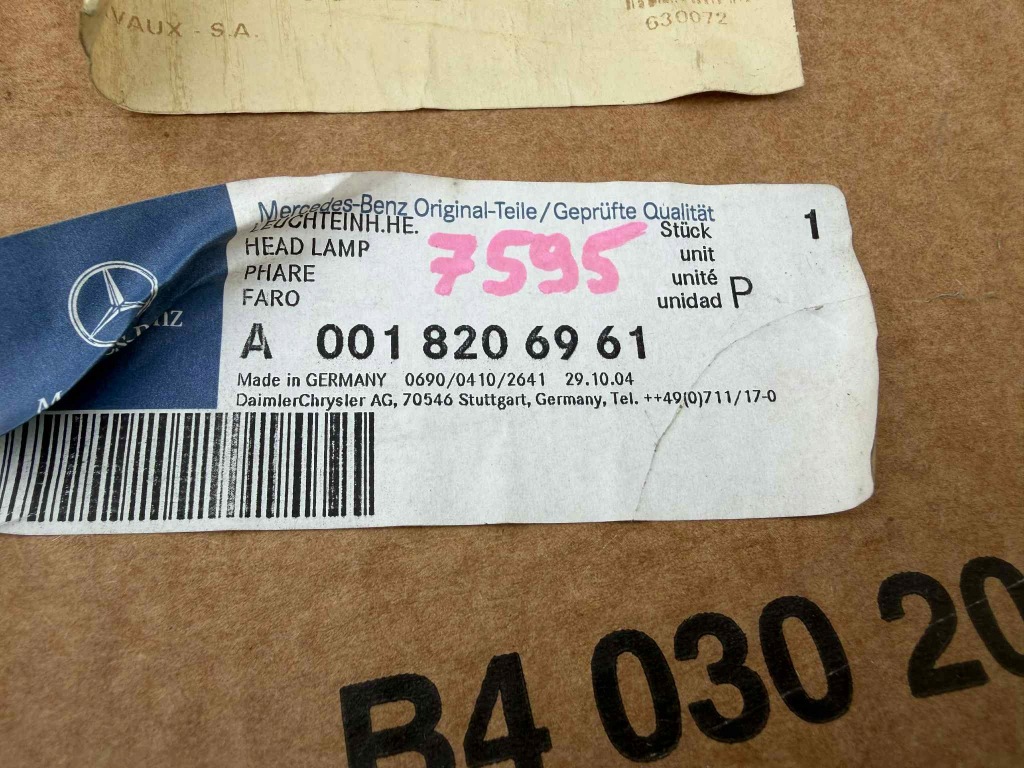 VAUX - S.A.
630072
Mercedes-Benz Original-Teile/Geprüfte Qualität
LEUCHTEINH.HE. Stück 1
HEAD LAMP unit
PHARE unité
FARO unidad P
7595
A 001 820 69 61
Made in GERMANY 0690/0410/2641 29.10.04
DaimlerChrysler AG, 70546 Stuttgart, Germany, Tel. ++49(0)711/17-0
B4 030 20